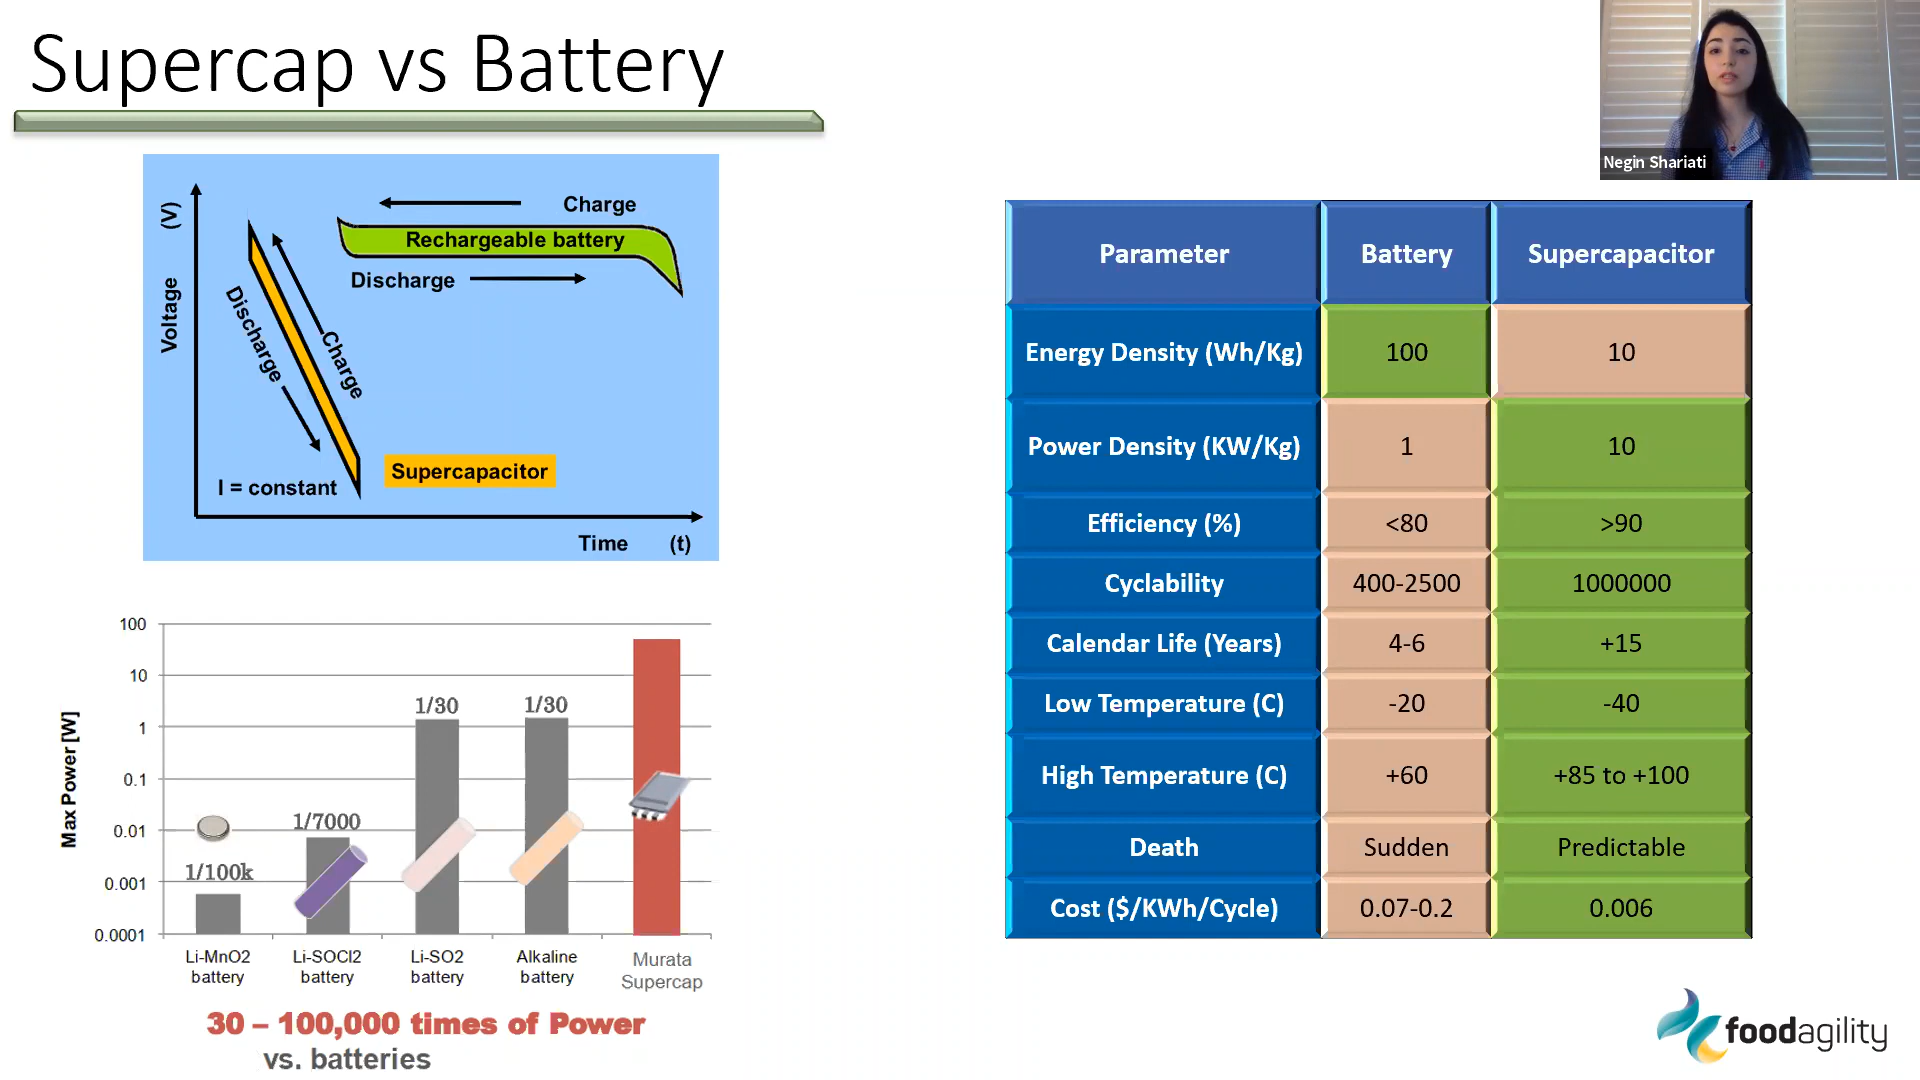 Supercap vs Battery
Negin Shariati
Voltage (V)
Charge
Rechargeable battery
Discharge
Discharge
Charge
Supercapacitor
I = constant
Time (t)
Parameter Battery Supercapacitor
Energy Density (Wh/Kg) 100 10
Power Density (KW/Kg) 1 10
Efficiency (%) <80 >90
Cyclability 400-2500 1000000
Calendar Life (Years) 4-6 +15
Low Temperature (C) -20 -40
High Temperature (C) +60 +85 to +100
Death Sudden Predictable
Cost ($/KWh/Cycle) 0.07-0.2 0.006
Max Power [W]
100
10
1
0.1
0.01
0.001
0.0001
1/100k
1/7000
1/30
1/30
Li-MnO2
battery
Li-SOCl2
battery
Li-SO2
battery
Alkaline
battery
Murata
Supercap
30 – 100,000 times of Power
vs. batteries
foodagility